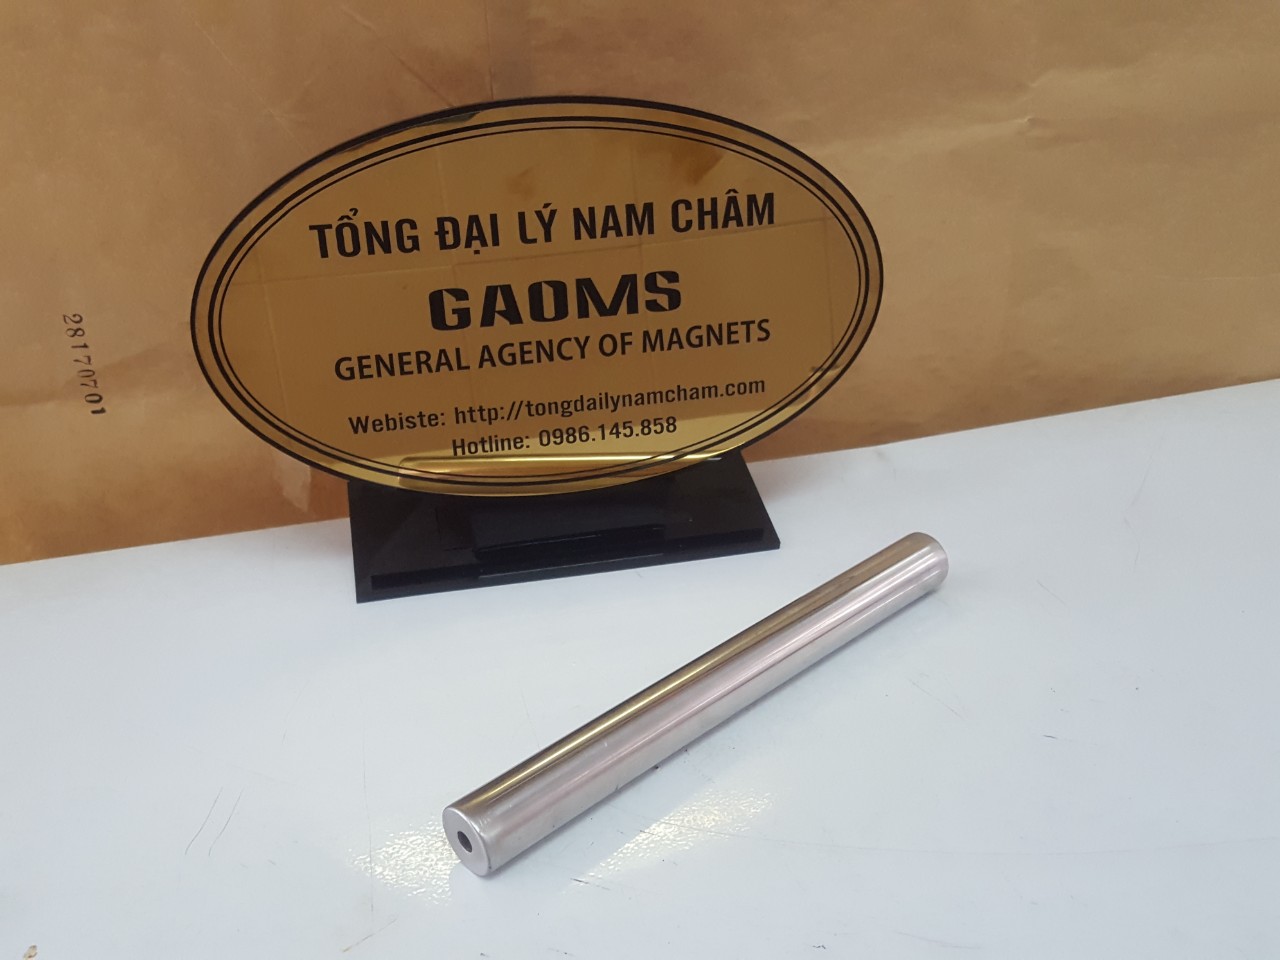 TỔNG ĐẠI LÝ NAM CHÂM
GAOMS
GENERAL AGENCY OF MAGNETS
Webiste: http://tongdailynamcham.com
Hotline: 0986.145.858
28170701